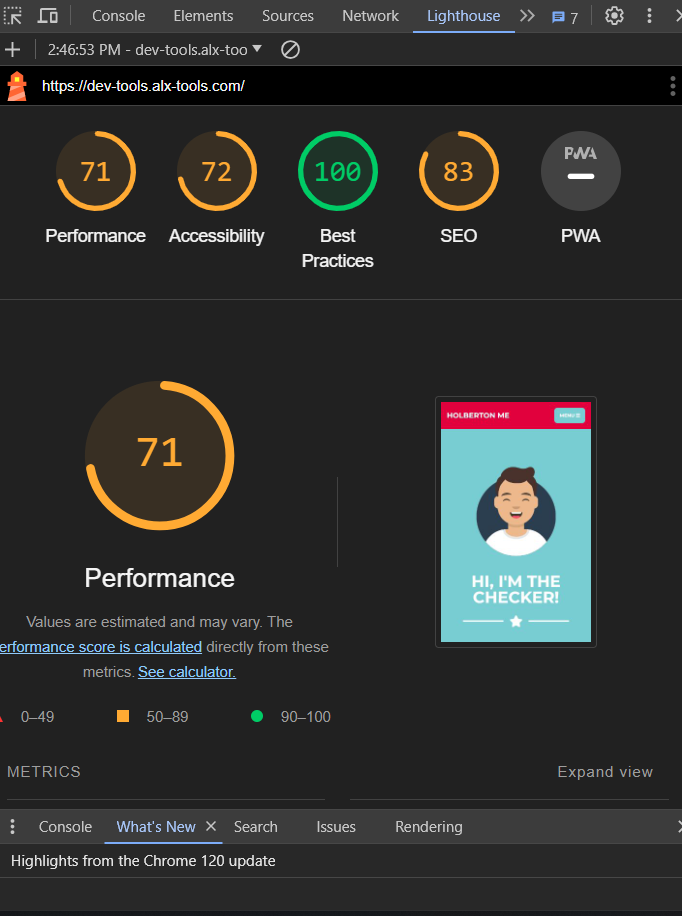 Console Elements Sources Network Lighthouse 7
2:46:53 PM - dev-tools.alx-too
https://dev-tools.alx-tools.com/
71 72 100 83 PWA
Performance Accessibility Best Practices SEO PWA
71
Performance
Values are estimated and may vary. The
erformance score is calculated directly from these
metrics. See calculator.
0–49 50–89 90–100
HOLBERTON ME MENU
HI, I'M THE
CHECKER!
METRICS Expand view
Console What's New Search Issues Rendering
Highlights from the Chrome 120 update